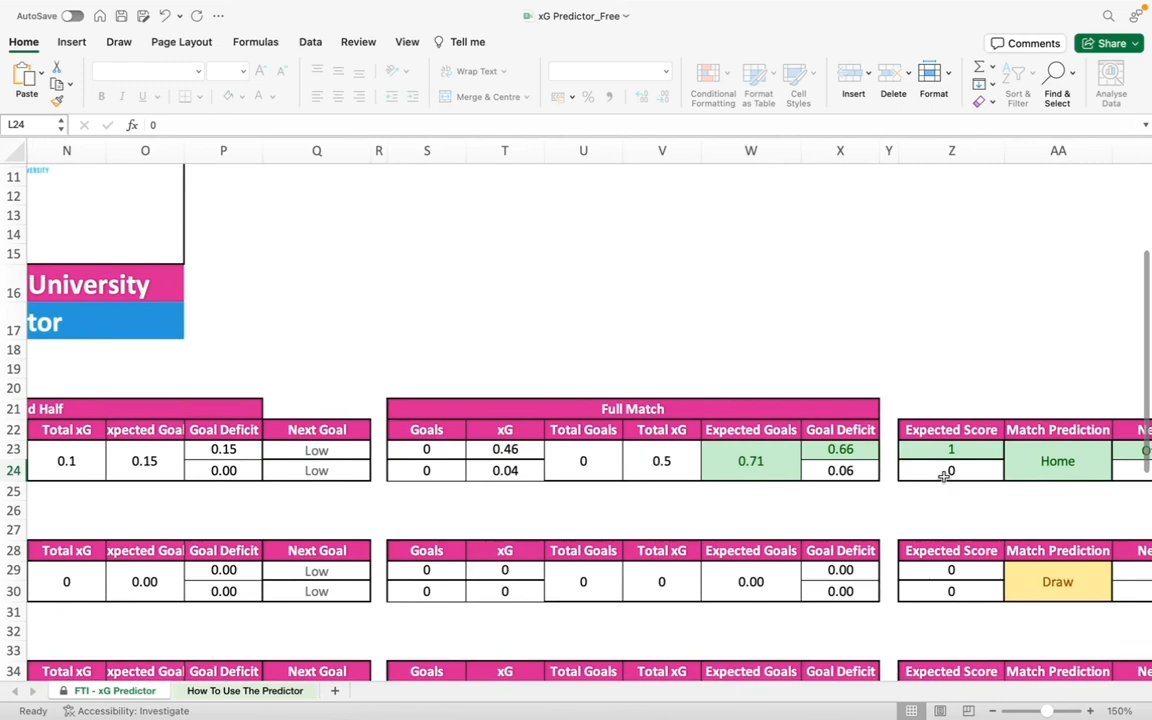 AutoSave
xG Predictor_Free
Home Insert Draw Page Layout Formulas Data Review View Tell me
Comments Share
Paste
Wrap Text
Merge & Centre
Conditional Formatting
Format as Table
Cell Styles
Insert Delete Format
Sort & Filter
Find & Select
Analyse Data
L24 fx 0
N O P Q R S T U V W X Y Z AA
11
VERSITY
12
13
14
15
16 University
17 tor
18
19
20
21 d Half Full Match
22 Total xG xpected Goa Goal Deficit Next Goal Goals xG Total Goals Total xG Expected Goals Goal Deficit Expected Score Match Prediction Ne
23 0.1 0.15 0.15 Low 0 0.46 0 0.5 0.71 0.66 1 Home O
24 0.00 Low 0 0.04 0.06 0
25
26
27
28 Total xG xpected Goa Goal Deficit Next Goal Goals xG Total Goals Total xG Expected Goals Goal Deficit Expected Score Match Prediction Ne
29 0 0.00 0.00 Low 0 0 0 0 0.00 0.00 0 Draw
30 0.00 Low 0 0 0.00 0
31
32
33
34 Total xG xpected Goa Goal Deficit Next Goal Goals xG Total Goals Total xG Expected Goals Goal Deficit Expected Score Match Prediction Ne
FTI - xG Predictor How To Use The Predictor
Ready Accessibility: Investigate 150%